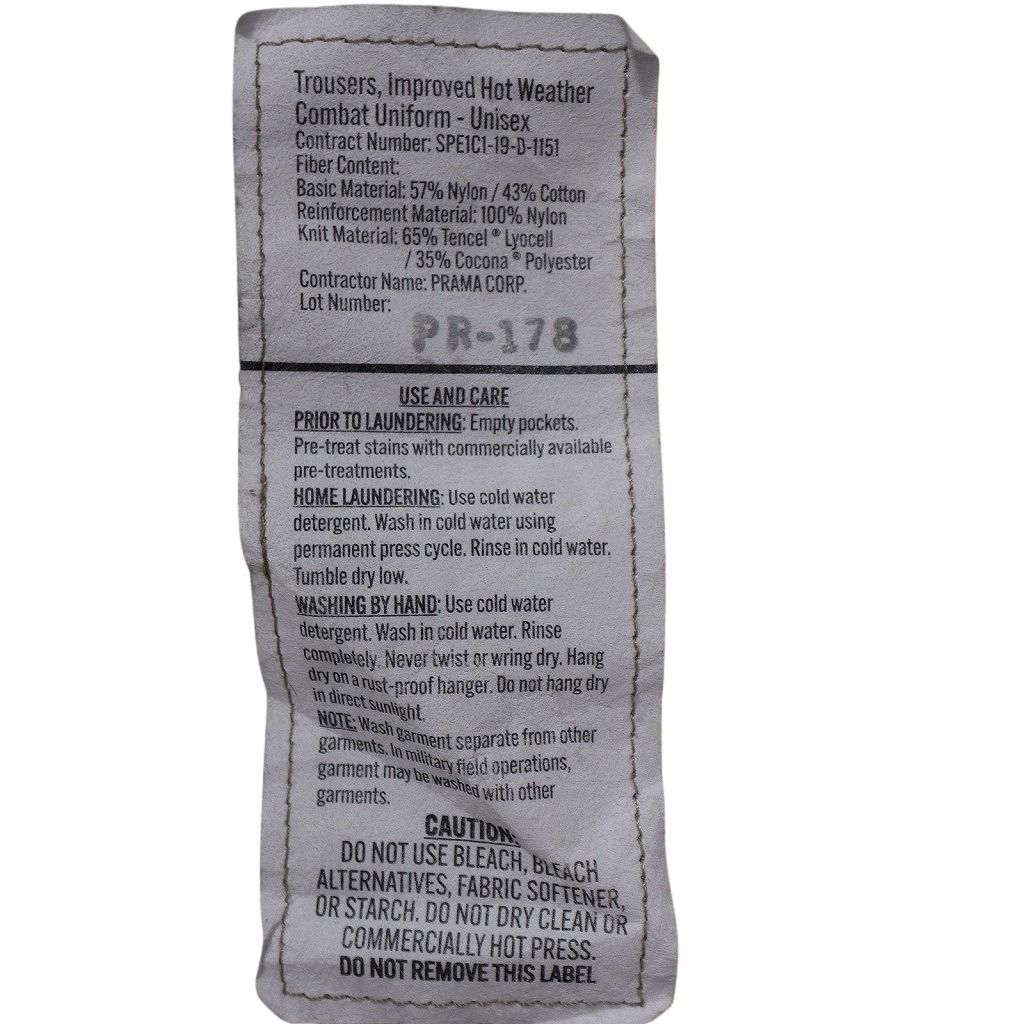 Trousers, Improved Hot Weather
Combat Uniform - Unisex
Contract Number: SPE1C1-19-D-1151
Fiber Content:
Basic Material: 57% Nylon / 43% Cotton
Reinforcement Material: 100% Nylon
Knit Material: 65% Tencel® Lyocell
/ 35% Cocona® Polyester
Contractor Name: PRAMA CORP.
Lot Number:
PR-178
USE AND CARE
PRIOR TO LAUNDERING: Empty pockets.
Pre-treat stains with commercially available
pre-treatments.
HOME LAUNDERING: Use cold water
detergent. Wash in cold water using
permanent press cycle. Rinse in cold water.
Tumble dry low.
WASHING BY HAND: Use cold water
detergent. Wash in cold water. Rinse
completely. Never twist or wring dry. Hang
dry on a rust-proof hanger. Do not hang dry
in direct sunlight.
NOTE: Wash garment separate from other
garments. In military field operations,
garment may be washed with other
garments.
CAUTION:
DO NOT USE BLEACH, BLEACH
ALTERNATIVES, FABRIC SOFTENER,
OR STARCH. DO NOT DRY CLEAN OR
COMMERCIALLY HOT PRESS.
DO NOT REMOVE THIS LABEL